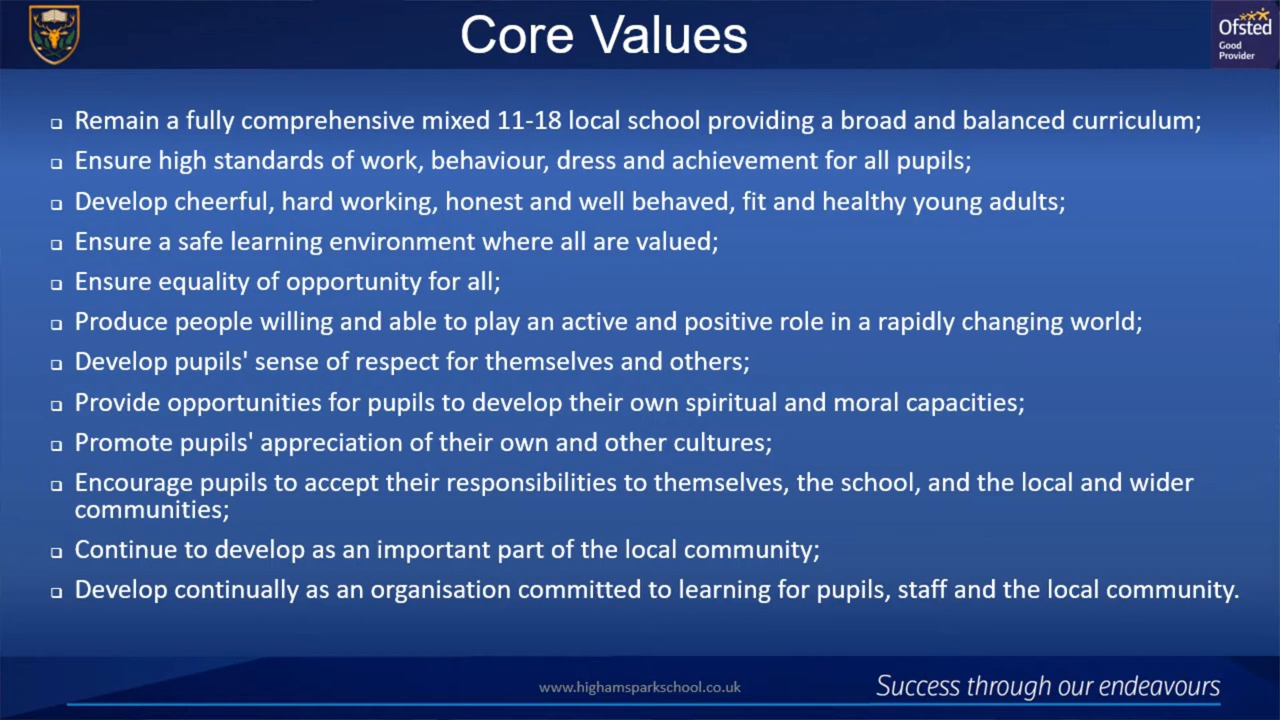 Core Values
Ofsted
Good
Provider
Remain a fully comprehensive mixed 11-18 local school providing a broad and balanced curriculum;
Ensure high standards of work, behaviour, dress and achievement for all pupils;
Develop cheerful, hard working, honest and well behaved, fit and healthy young adults;
Ensure a safe learning environment where all are valued;
Ensure equality of opportunity for all;
Produce people willing and able to play an active and positive role in a rapidly changing world;
Develop pupils' sense of respect for themselves and others;
Provide opportunities for pupils to develop their own spiritual and moral capacities;
Promote pupils' appreciation of their own and other cultures;
Encourage pupils to accept their responsibilities to themselves, the school, and the local and wider
communities;
Continue to develop as an important part of the local community;
Develop continually as an organisation committed to learning for pupils, staff and the local community.
www.highamsparkschool.co.uk
Success through our endeavours